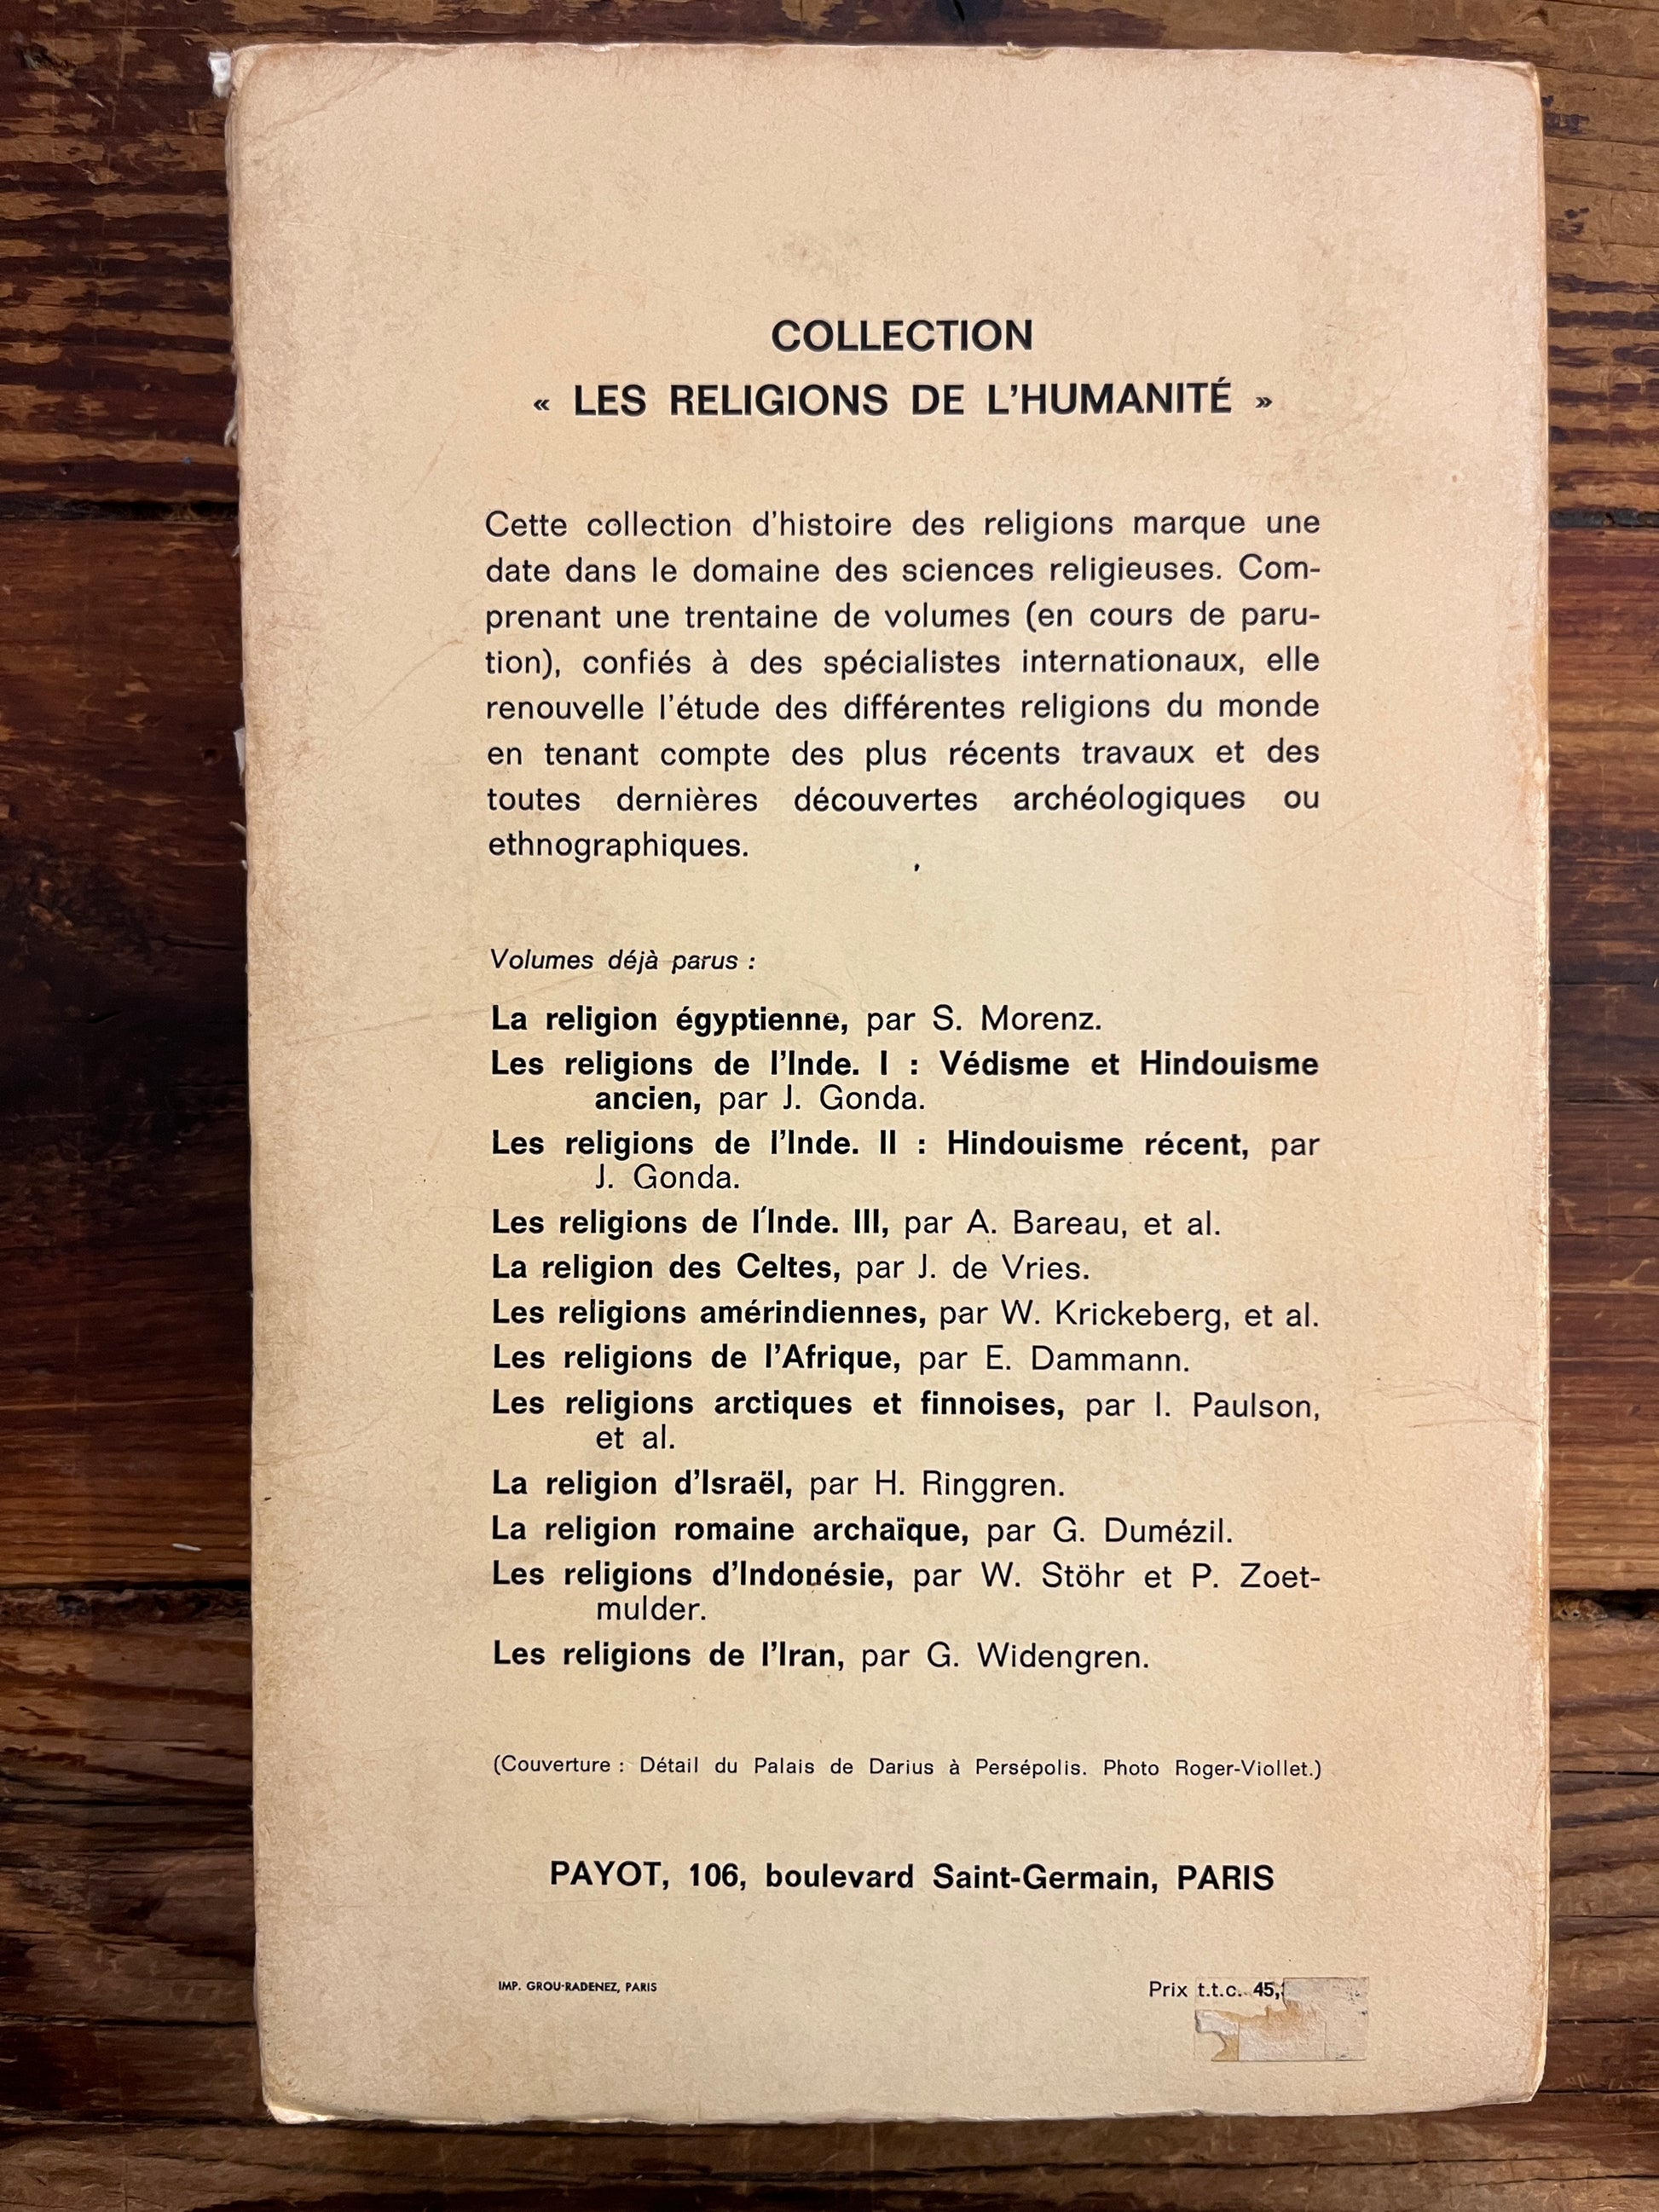 COLLECTION
« LES RELIGIONS DE L'HUMANITÉ »
Cette collection d'histoire des religions marque une
date dans le domaine des sciences religieuses. Com-
prenant une trentaine de volumes (en cours de paru-
tion), confiés à des spécialistes internationaux, elle
renouvelle l'étude des différentes religions du monde
en tenant compte des plus récents travaux et des
toutes dernières découvertes archéologiques ou
ethnographiques.
Volumes déjà parus :
La religion égyptienne, par S. Morenz.
Les religions de l'Inde. I : Védisme et Hindouisme
ancien, par J. Gonda.
Les religions de l'Inde. II : Hindouisme récent, par
J. Gonda.
Les religions de l'Inde. III, par A. Bareau, et al.
La religion des Celtes, par J. de Vries.
Les religions amérindiennes, par W. Krickeberg, et al.
Les religions de l'Afrique, par E. Dammann.
Les religions arctiques et finnoises, par I. Paulson,
et al.
La religion d'Israël, par H. Ringgren.
La religion romaine archaïque, par G. Dumézil.
Les religions d'Indonésie, par W. Stöhr et P. Zoet-
mulder.
Les religions de l'Iran, par G. Widengren.
(Couverture : Détail du Palais de Darius à Persépolis. Photo Roger-Viollet.)
PAYOT, 106, boulevard Saint-Germain, PARIS
IMP. GROU-RADENEZ, PARIS
Prix t.t.c. 45,